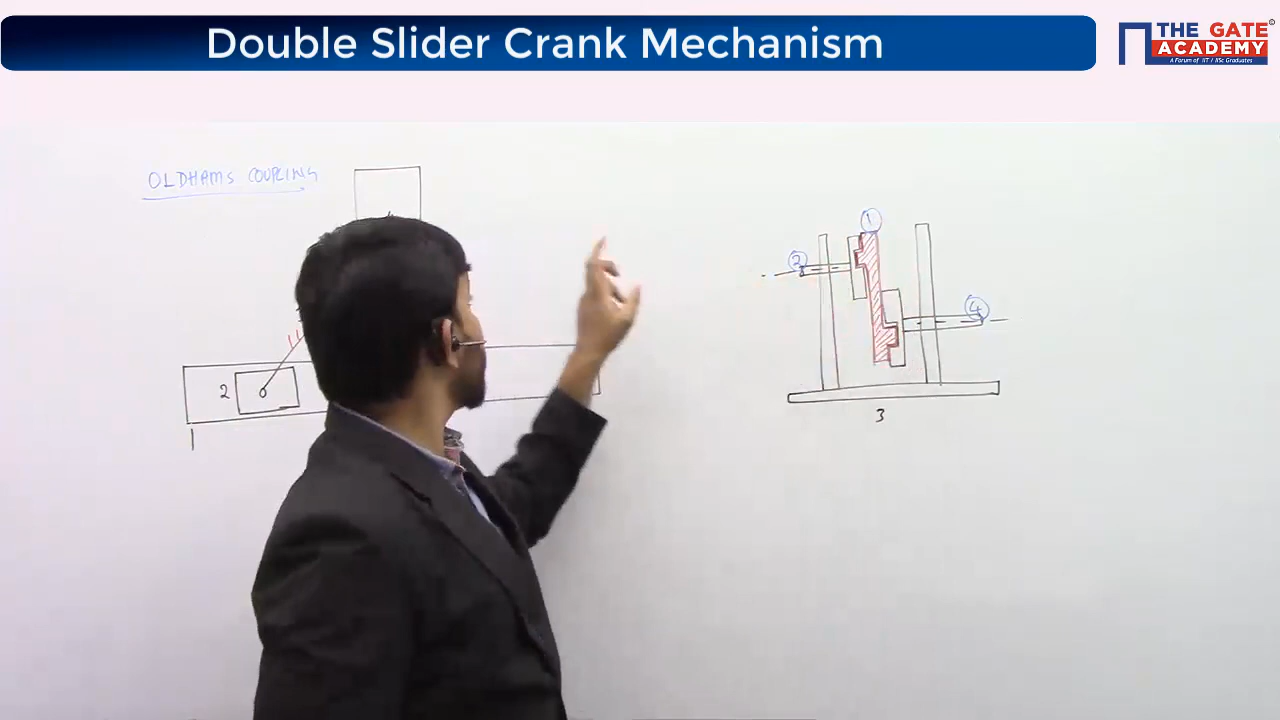 Double Slider Crank Mechanism
THE GATE
ACADEMY
A Forum of IIT / IISc Graduates
©
OLDHAMS COUPLING
2
1
1
2
4
3